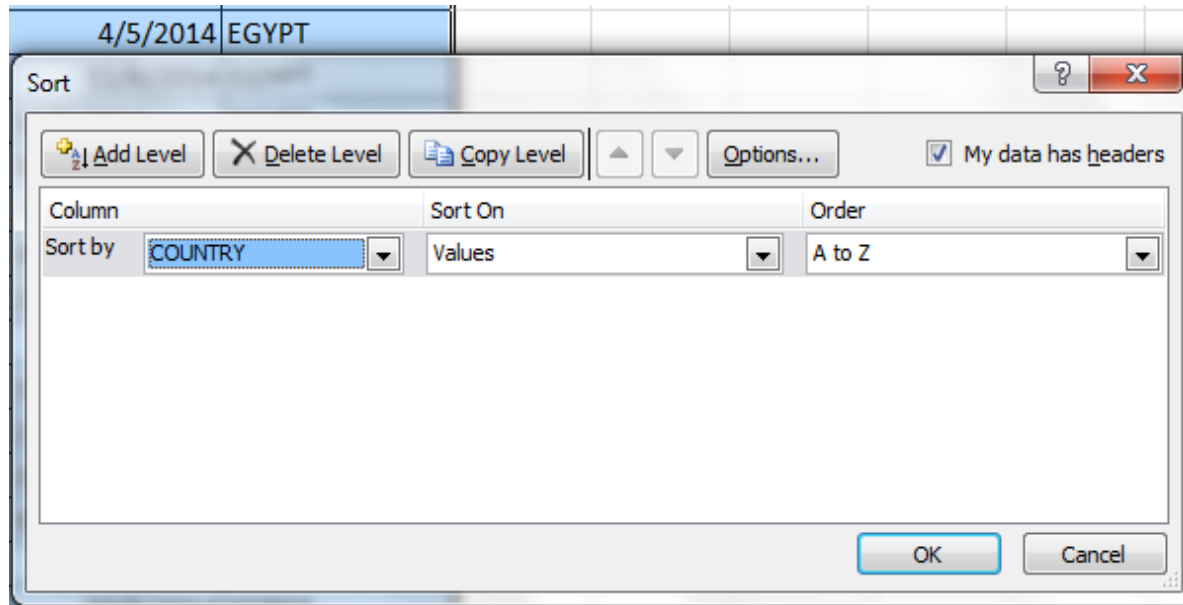 4/5/2014 EGYPT
Sort
Add Level Delete Level Copy Level Options... My data has headers
Column Sort On Order
Sort by COUNTRY Values A to Z
OK Cancel